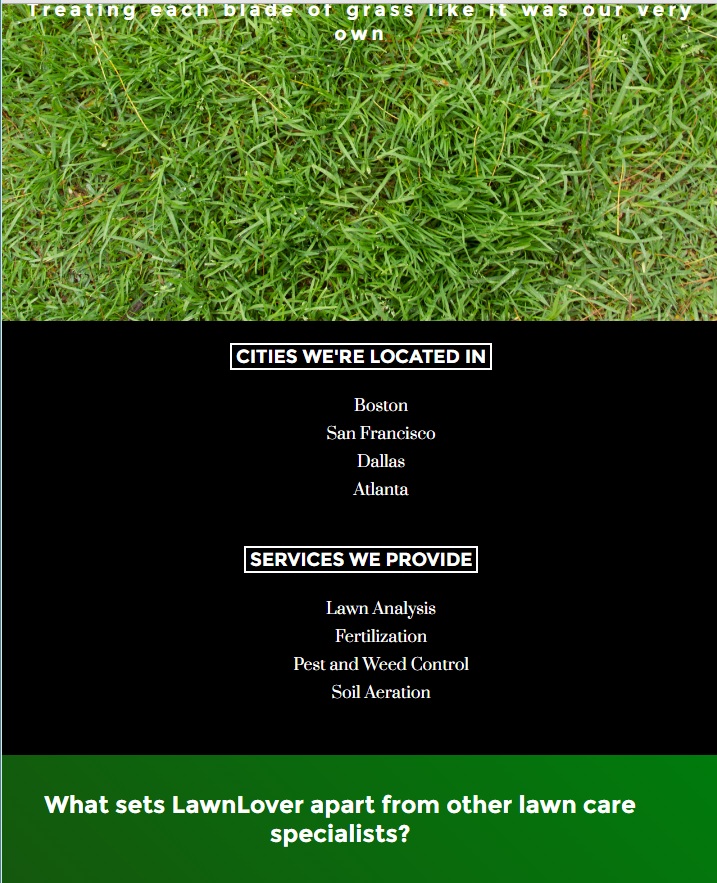 Treating each blade of grass like it was our very
own
CITIES WE'RE LOCATED IN
Boston
San Francisco
Dallas
Atlanta
SERVICES WE PROVIDE
Lawn Analysis
Fertilization
Pest and Weed Control
Soil Aeration
What sets LawnLover apart from other lawn care
specialists?